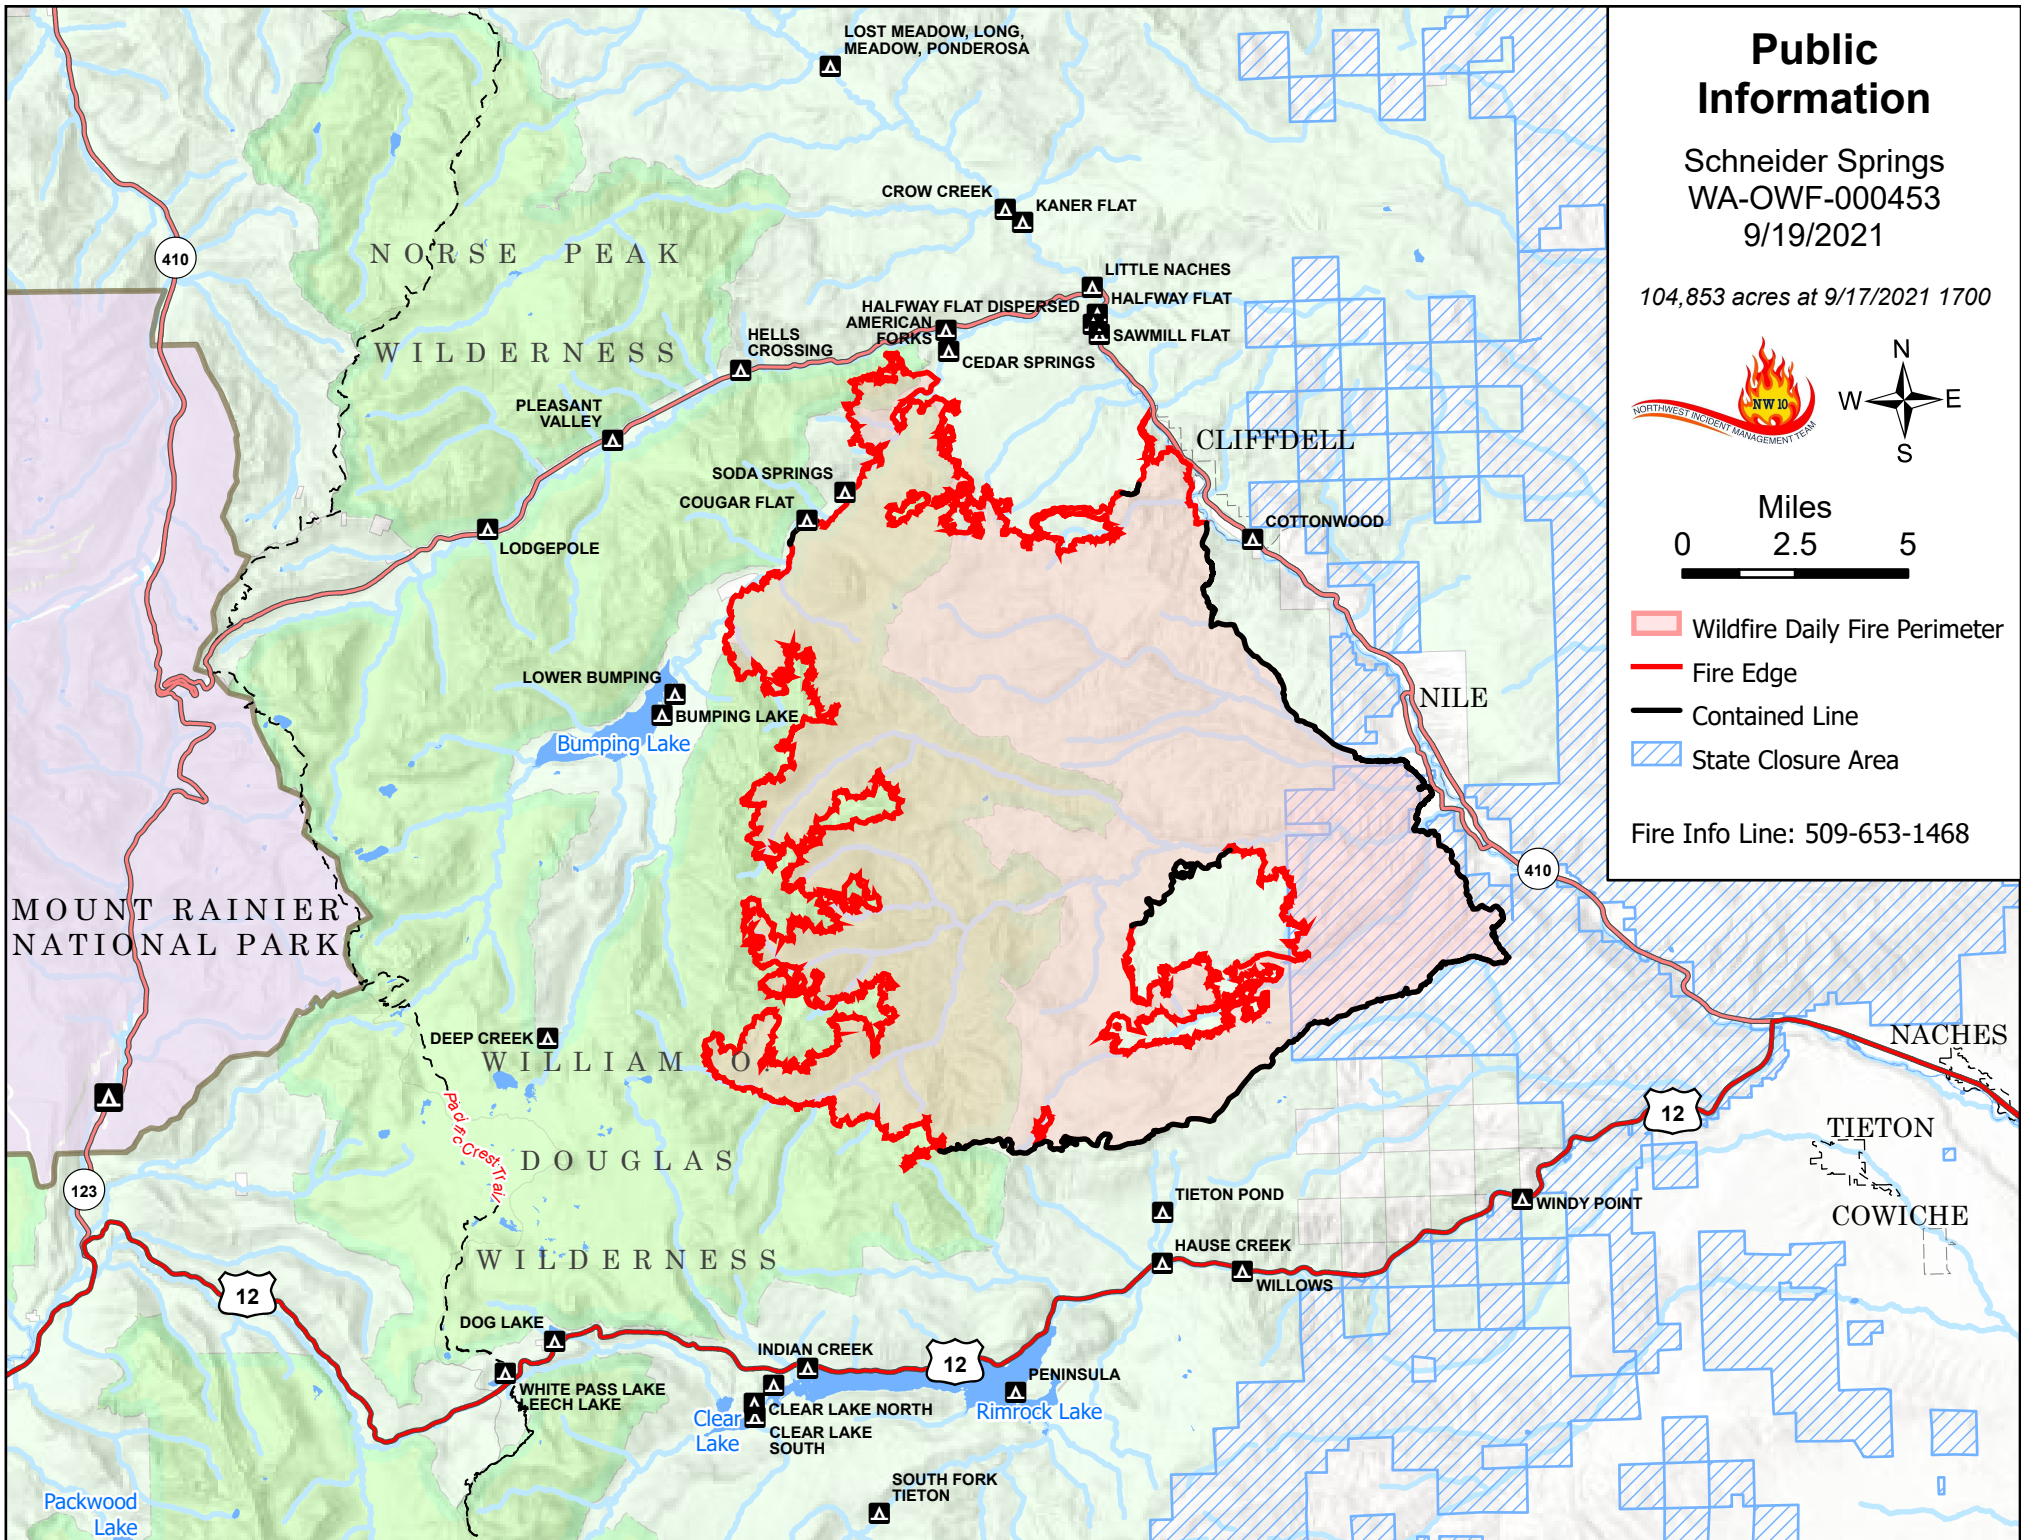 Public
Information
Schneider Springs
WA-OWF-000453
9/19/2021
104,853 acres at 9/17/2021 1700
NORTHWEST INCIDENT MANAGEMENT TEAM
NW 10
N
W
E
S
Miles
0 2.5 5
Wildfire Daily Fire Perimeter
Fire Edge
Contained Line
State Closure Area
Fire Info Line: 509-653-1468
LOST MEADOW, LONG,
MEADOW, PONDEROSA
CROW CREEK
KANER FLAT
410
NORSE PEAK
WILDERNESS
LITTLE NACHES
HALFWAY FLAT DISPERSED
HALFWAY FLAT
AMERICAN
FORKS
SAWMILL FLAT
CEDAR SPRINGS
HELLS
CROSSING
PLEASANT
VALLEY
CLIFFDELL
SODA SPRINGS
COUGAR FLAT
COTTONWOOD
LODGEPOLE
LOWER BUMPING
BUMPING LAKE
Bumping Lake
NILE
410
MOUNT RAINIER
NATIONAL PARK
DEEP CREEK
WILLIAM O.
DOUGLAS
WILDERNESS
Pacific Crest Trail
NACHES
12
TIETON
COWICHE
123
TIETON POND
WINDY POINT
HAUSE CREEK
WILLOWS
12
DOG LAKE
INDIAN CREEK
12
PENINSULA
WHITE PASS LAKE
LEECH LAKE
CLEAR LAKE NORTH
CLEAR LAKE
SOUTH
Clear
Lake
Rimrock Lake
SOUTH FORK
TIETON
Packwood
Lake